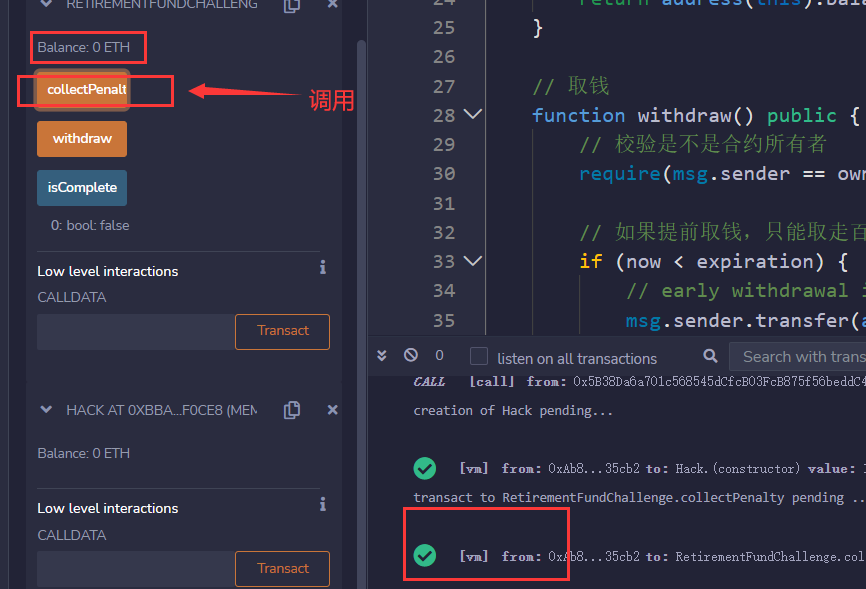 RETIREMENTFUNDCHALLENG
Balance: 0 ETH
collectPenalt
调用
withdraw
isComplete
0: bool: false
Low level interactions
i
CALLDATA
Transact
HACK AT 0XBBA...F0CE8 (MEM
Balance: 0 ETH
Low level interactions
i
CALLDATA
Transact
24 return address(this).bala
25 }
26
27 // 取钱
28 function withdraw() public {
29 // 校验是不是合约所有者
30 require(msg.sender == own
31
32 // 如果提前取钱，只能取走百
33 if (now < expiration) {
34 // early withdrawal i
35 msg.sender.transfer(a
0 listen on all transactions Search with trans
CALL [call] from: 0x5B38Da6a701c568545dCfcB03FcB875f56beddC4
creation of Hack pending...
[vm] from: 0xAb8...35cb2 to: Hack.(constructor) value:
transact to RetirementFundChallenge.collectPenalty pending ...
[vm] from: 0xAb8...35cb2 to: RetirementFundChallenge.col